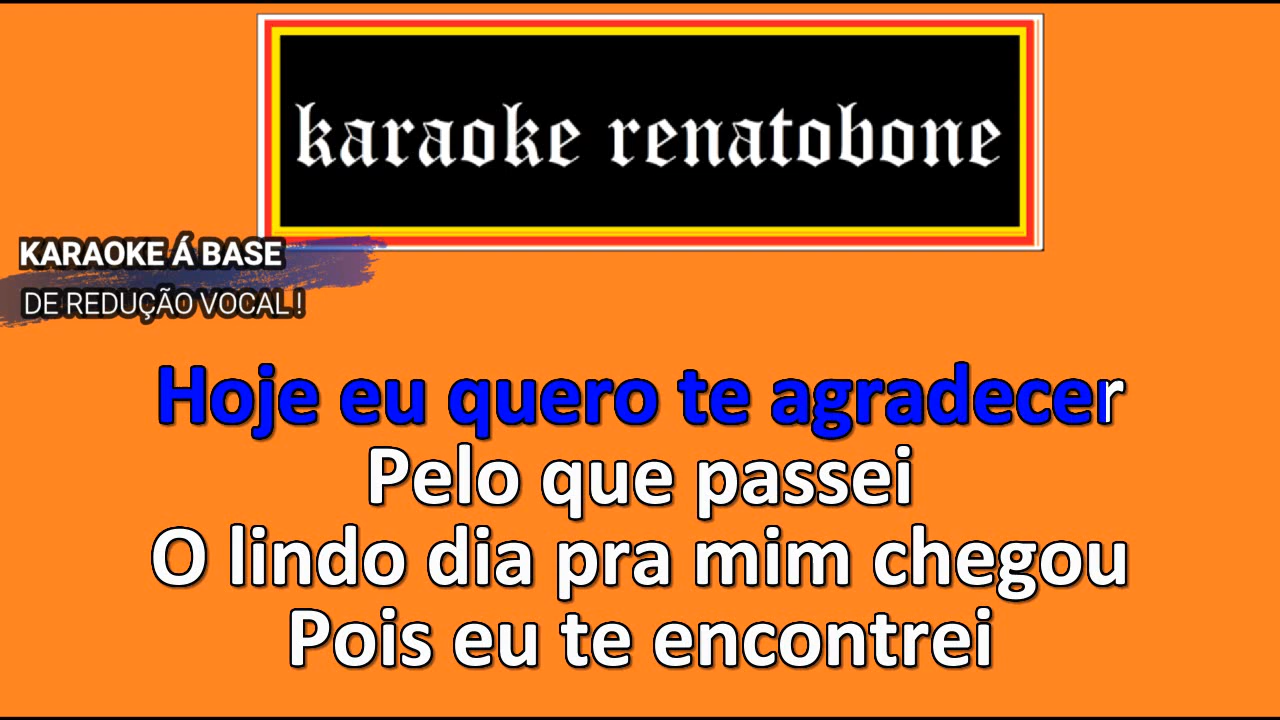 karaoke renatobone
KARAOKE Á BASE
DE REDUÇÃO VOCAL !
Hoje eu quero te agradecer
Pelo que passei
O lindo dia pra mim chegou
Pois eu te encontrei